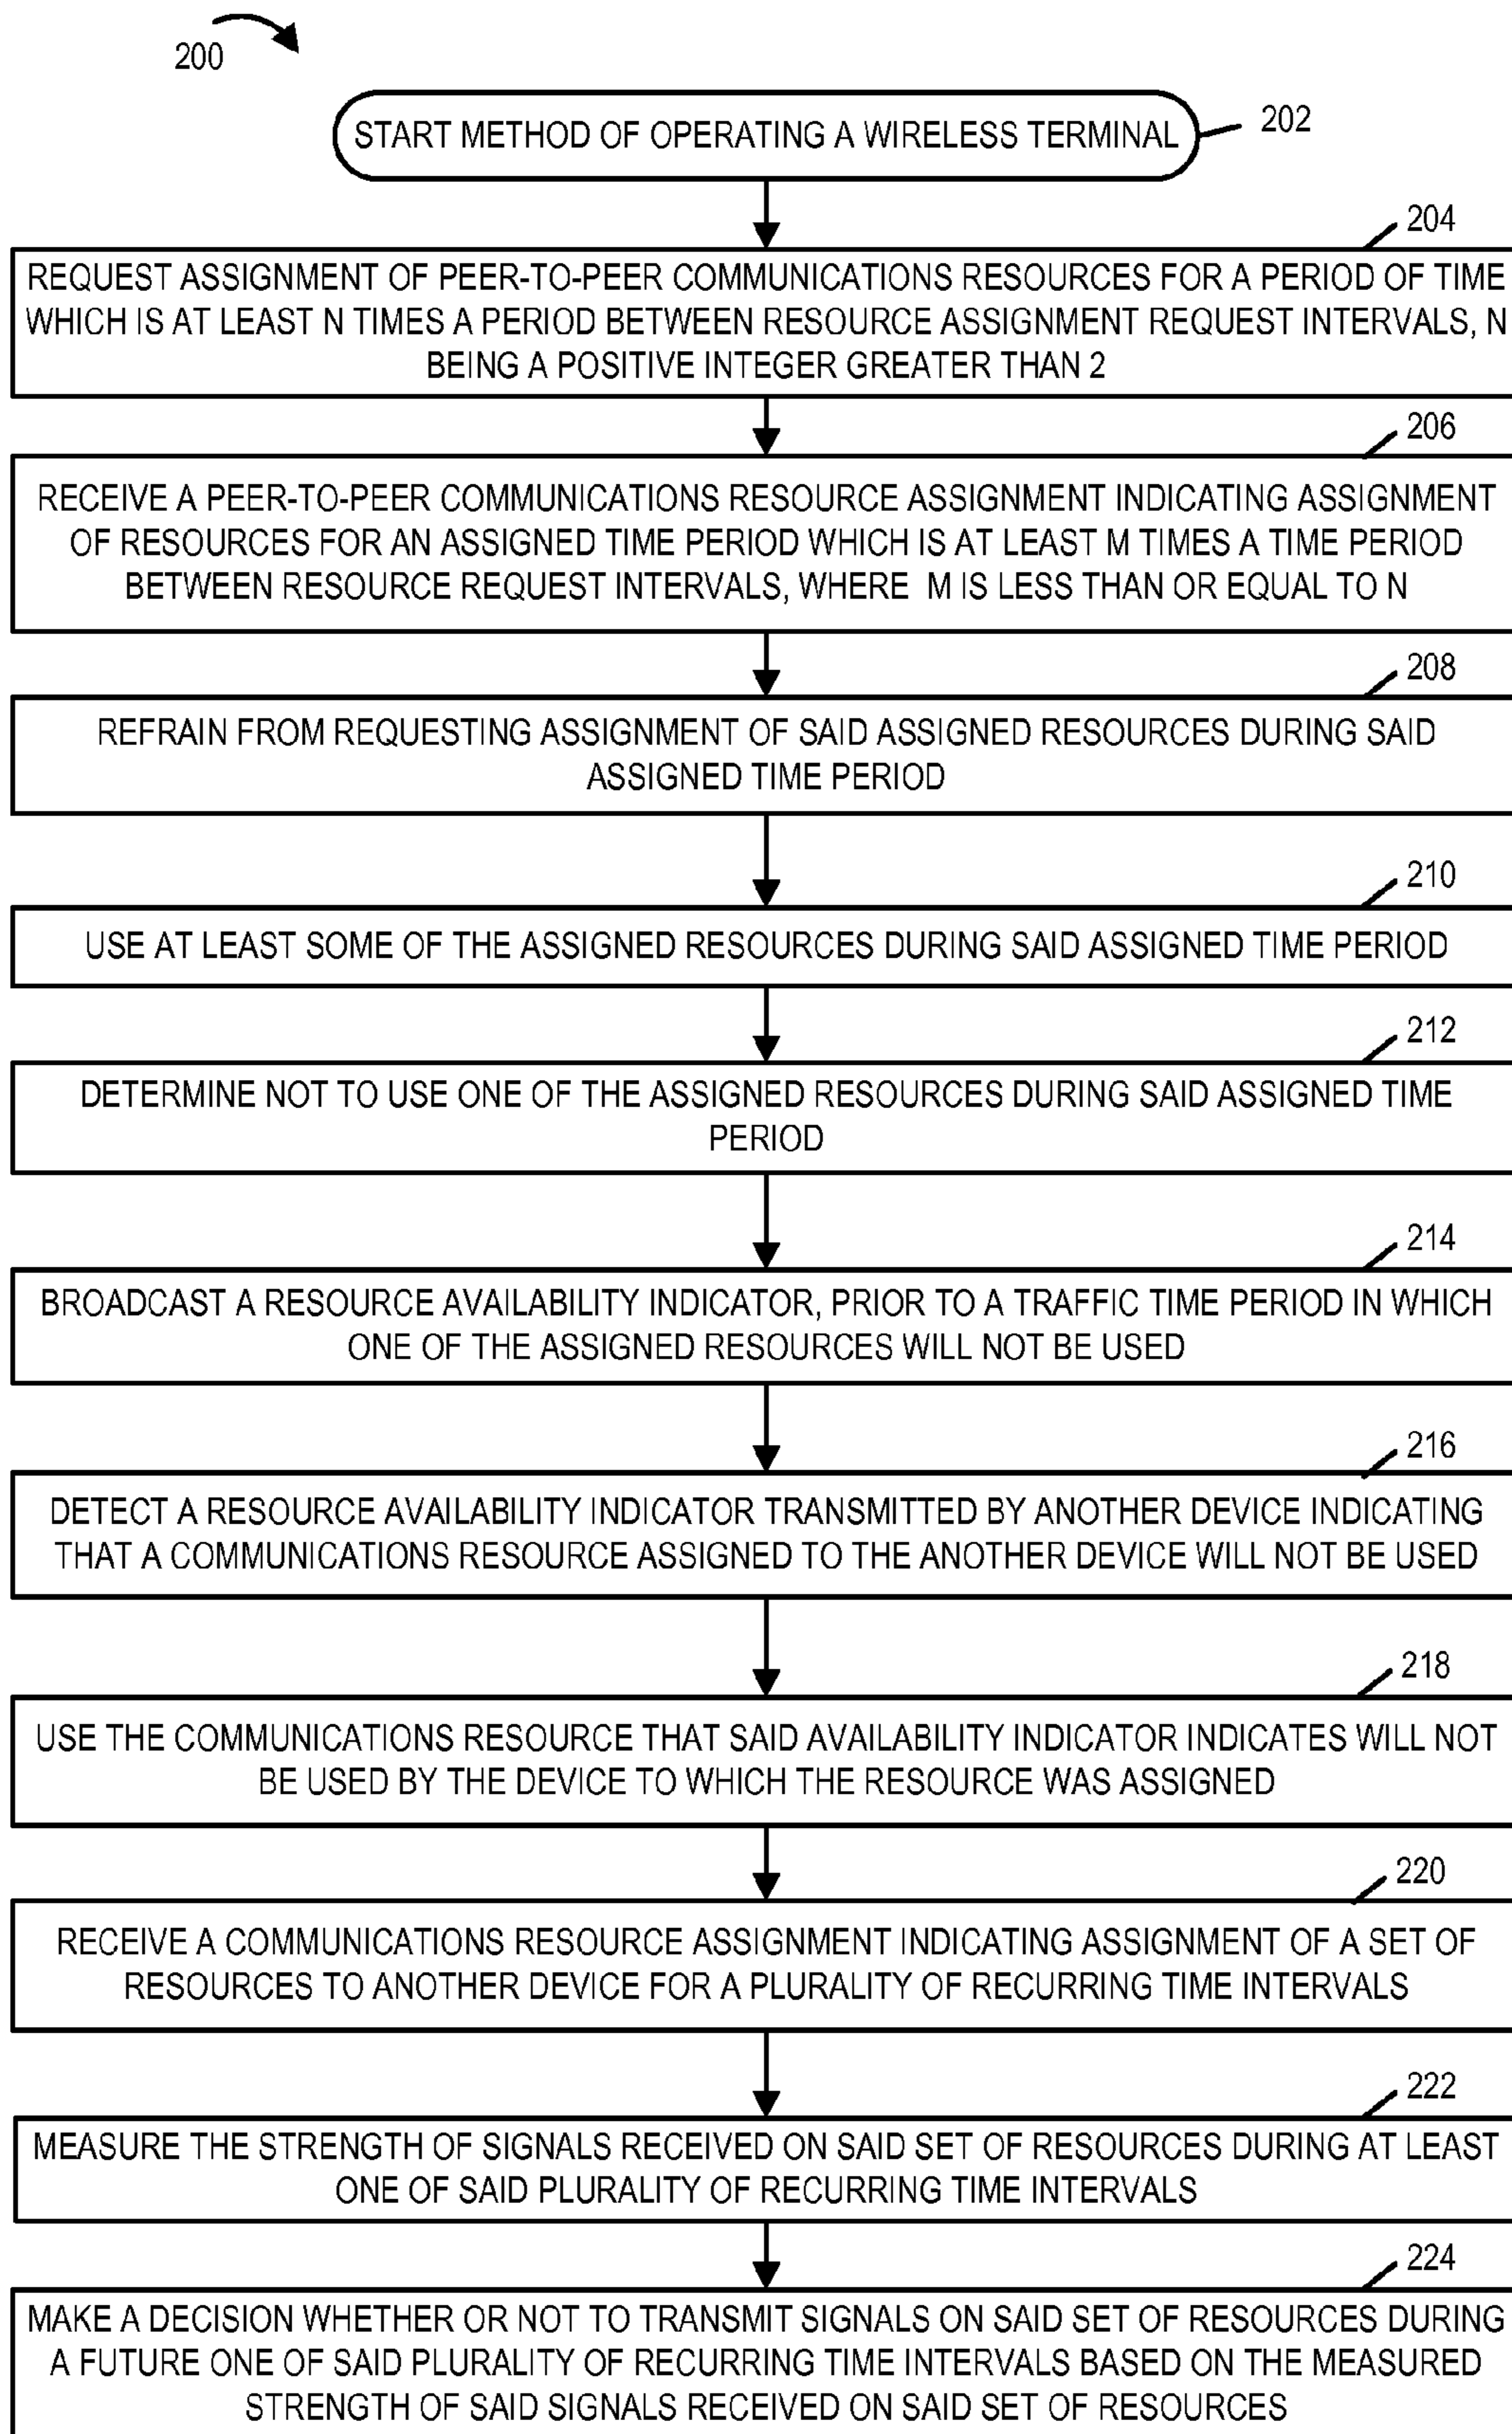 200
START METHOD OF OPERATING A WIRELESS TERMINAL
202
204
REQUEST ASSIGNMENT OF PEER-TO-PEER COMMUNICATIONS RESOURCES FOR A PERIOD OF TIME
WHICH IS AT LEAST N TIMES A PERIOD BETWEEN RESOURCE ASSIGNMENT REQUEST INTERVALS, N
BEING A POSITIVE INTEGER GREATER THAN 2
206
RECEIVE A PEER-TO-PEER COMMUNICATIONS RESOURCE ASSIGNMENT INDICATING ASSIGNMENT
OF RESOURCES FOR AN ASSIGNED TIME PERIOD WHICH IS AT LEAST M TIMES A TIME PERIOD
BETWEEN RESOURCE REQUEST INTERVALS, WHERE M IS LESS THAN OR EQUAL TO N
208
REFRAIN FROM REQUESTING ASSIGNMENT OF SAID ASSIGNED RESOURCES DURING SAID
ASSIGNED TIME PERIOD
210
USE AT LEAST SOME OF THE ASSIGNED RESOURCES DURING SAID ASSIGNED TIME PERIOD
212
DETERMINE NOT TO USE ONE OF THE ASSIGNED RESOURCES DURING SAID ASSIGNED TIME
PERIOD
214
BROADCAST A RESOURCE AVAILABILITY INDICATOR, PRIOR TO A TRAFFIC TIME PERIOD IN WHICH
ONE OF THE ASSIGNED RESOURCES WILL NOT BE USED
216
DETECT A RESOURCE AVAILABILITY INDICATOR TRANSMITTED BY ANOTHER DEVICE INDICATING
THAT A COMMUNICATIONS RESOURCE ASSIGNED TO THE ANOTHER DEVICE WILL NOT BE USED
218
USE THE COMMUNICATIONS RESOURCE THAT SAID AVAILABILITY INDICATOR INDICATES WILL NOT
BE USED BY THE DEVICE TO WHICH THE RESOURCE WAS ASSIGNED
220
RECEIVE A COMMUNICATIONS RESOURCE ASSIGNMENT INDICATING ASSIGNMENT OF A SET OF
RESOURCES TO ANOTHER DEVICE FOR A PLURALITY OF RECURRING TIME INTERVALS
222
MEASURE THE STRENGTH OF SIGNALS RECEIVED ON SAID SET OF RESOURCES DURING AT LEAST
ONE OF SAID PLURALITY OF RECURRING TIME INTERVALS
224
MAKE A DECISION WHETHER OR NOT TO TRANSMIT SIGNALS ON SAID SET OF RESOURCES DURING
A FUTURE ONE OF SAID PLURALITY OF RECURRING TIME INTERVALS BASED ON THE MEASURED
STRENGTH OF SAID SIGNALS RECEIVED ON SAID SET OF RESOURCES